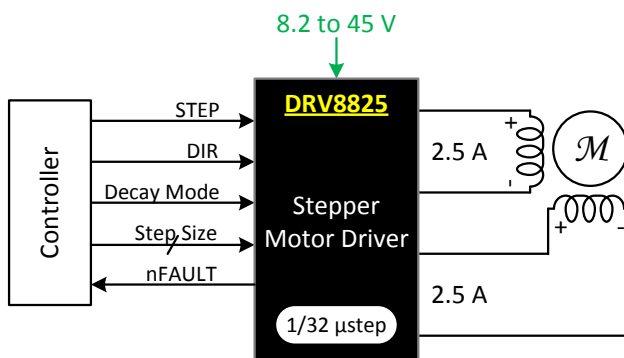 8.2 to 45 V
DRV8825
Controller
STEP
DIR
Decay Mode
Step Size
nFAULT
Stepper
Motor Driver
1/32 µstep
2.5 A
2.5 A
+
-
M
+
-